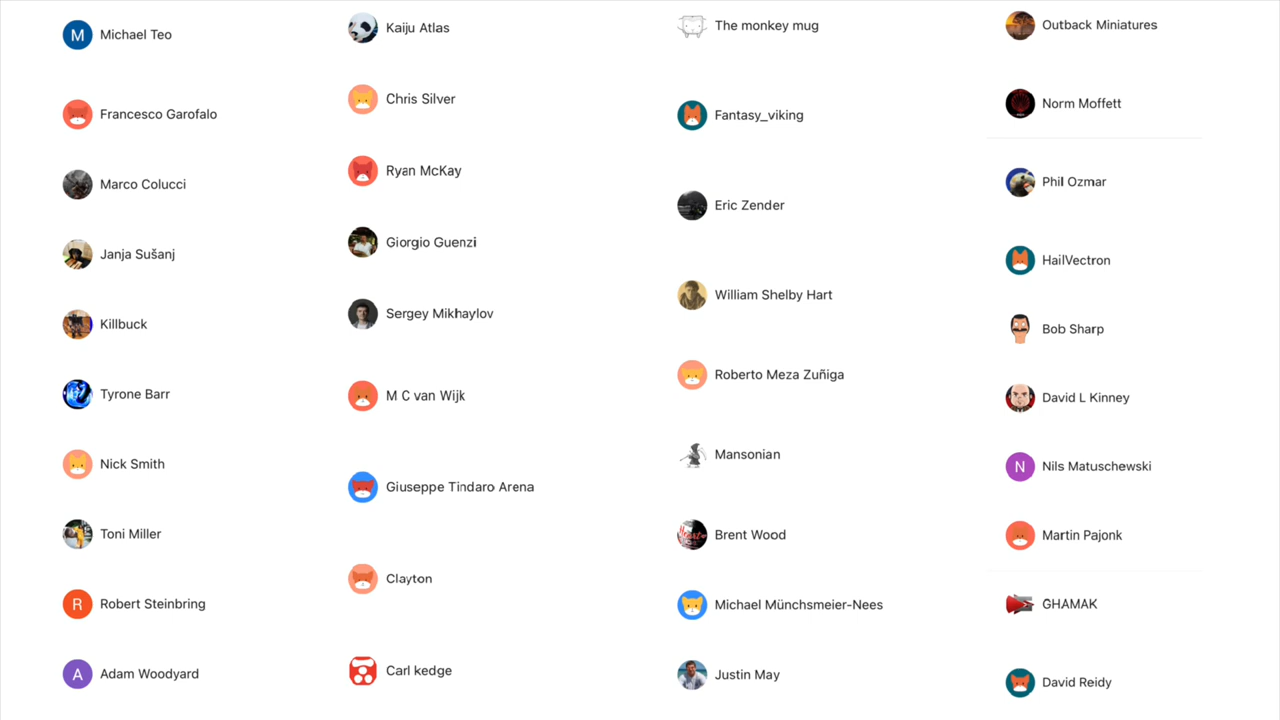 M Michael Teo
Francesco Garofalo
Marco Colucci
Janja Sušanj
Killbuck
Tyrone Barr
Nick Smith
Toni Miller
R Robert Steinbring
A Adam Woodyard
Kaiju Atlas
Chris Silver
Ryan McKay
Giorgio Guenzi
Sergey Mikhaylov
M C van Wijk
Giuseppe Tindaro Arena
Clayton
Carl kedge
The monkey mug
Fantasy_viking
Eric Zender
William Shelby Hart
Roberto Meza Zuñiga
Mansonian
Brent Wood
Michael Münchsmeier-Nees
Justin May
Outback Miniatures
Norm Moffett
Phil Ozmar
HailVectron
Bob Sharp
David L Kinney
N Nils Matuschewski
Martin Pajonk
GHAMAK
David Reidy